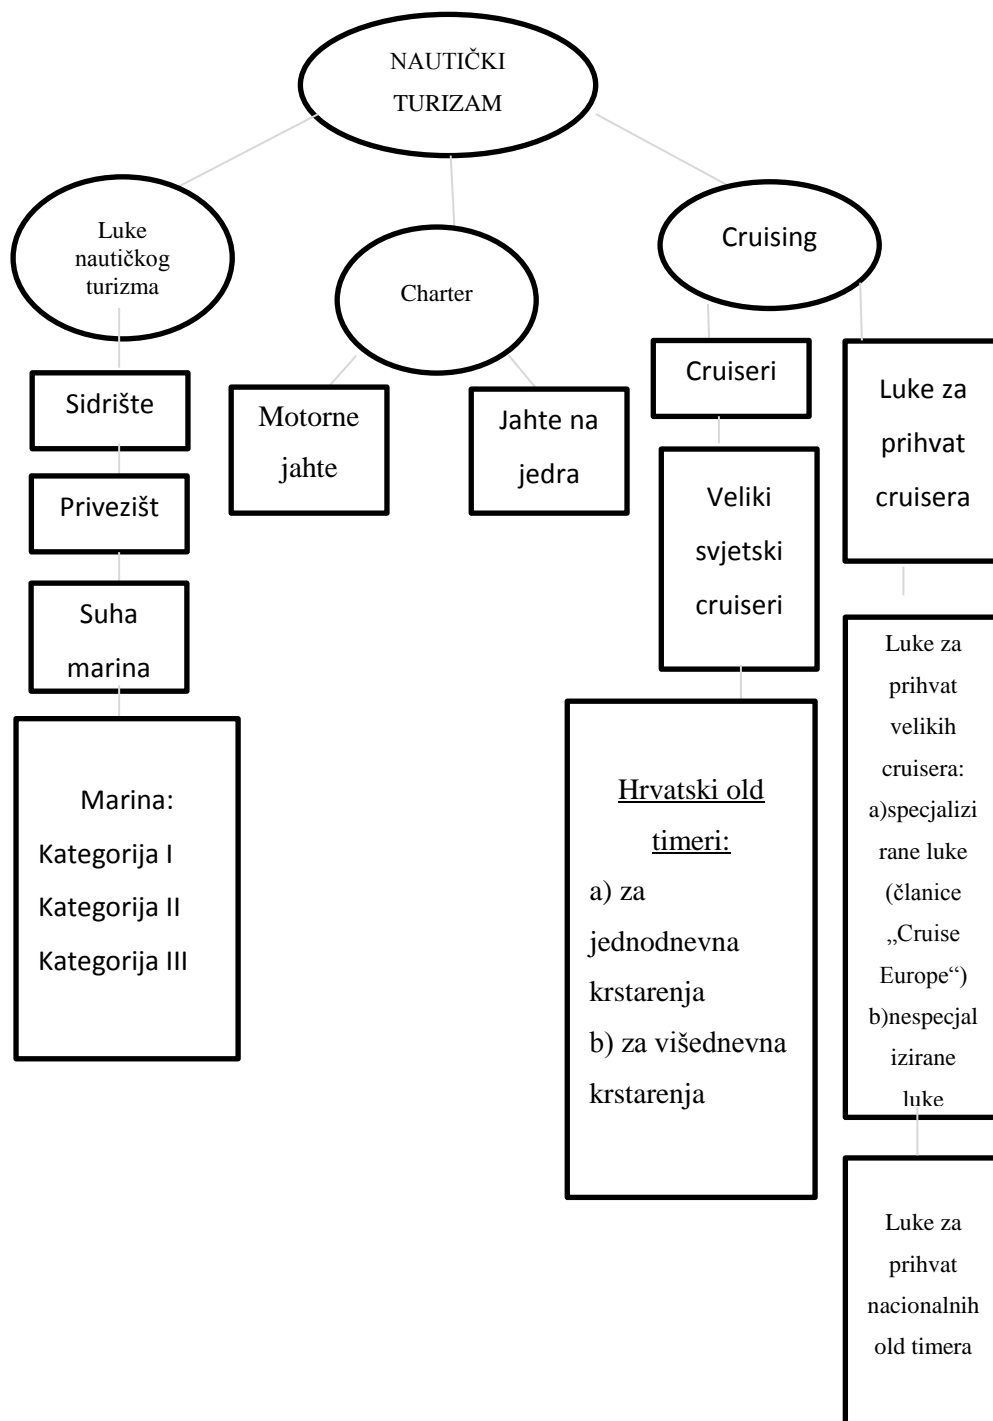 NAUTIČKI
TURIZAM
Luke
nautičkog
turizma
Charter
Cruising
Sidrište
Privezišt
Suha
marina
Marina:
Kategorija I
Kategorija II
Kategorija III
Motorne
jahte
Jahte na
jedra
Cruiseri
Veliki
svjetski
cruiseri
Hrvatski old
timeri:
a) za
jednodnevna
krstarenja
b) za višednevna
krstarenja
Luke za
prihvat
cruisera
Luke za
prihvat
velikih
cruisera:
a)specjalizi
rane luke
(članice
„Cruise
Europe“)
b)nespecjal
izirane
luke
Luke za
prihvat
nacionalnih
old timera